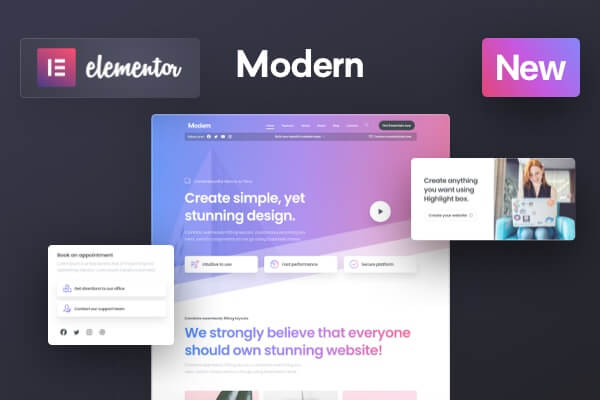 elementor
Modern
New
Modern
Create simple, yet
stunning design.
Intuitive to use
Fast performance
Secure platform
Create anything
you want using
Highlight box.
Create your website
Book an appointment
Get directions to our office
Contact our support team
We strongly believe that everyone
should own stunning website!